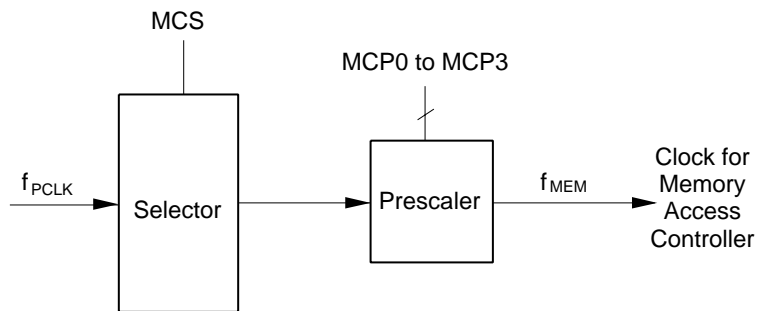 MCS
MCP0 to MCP3
fPCLK
Selector
Prescaler
fMEM
Clock for
Memory
Access
Controller